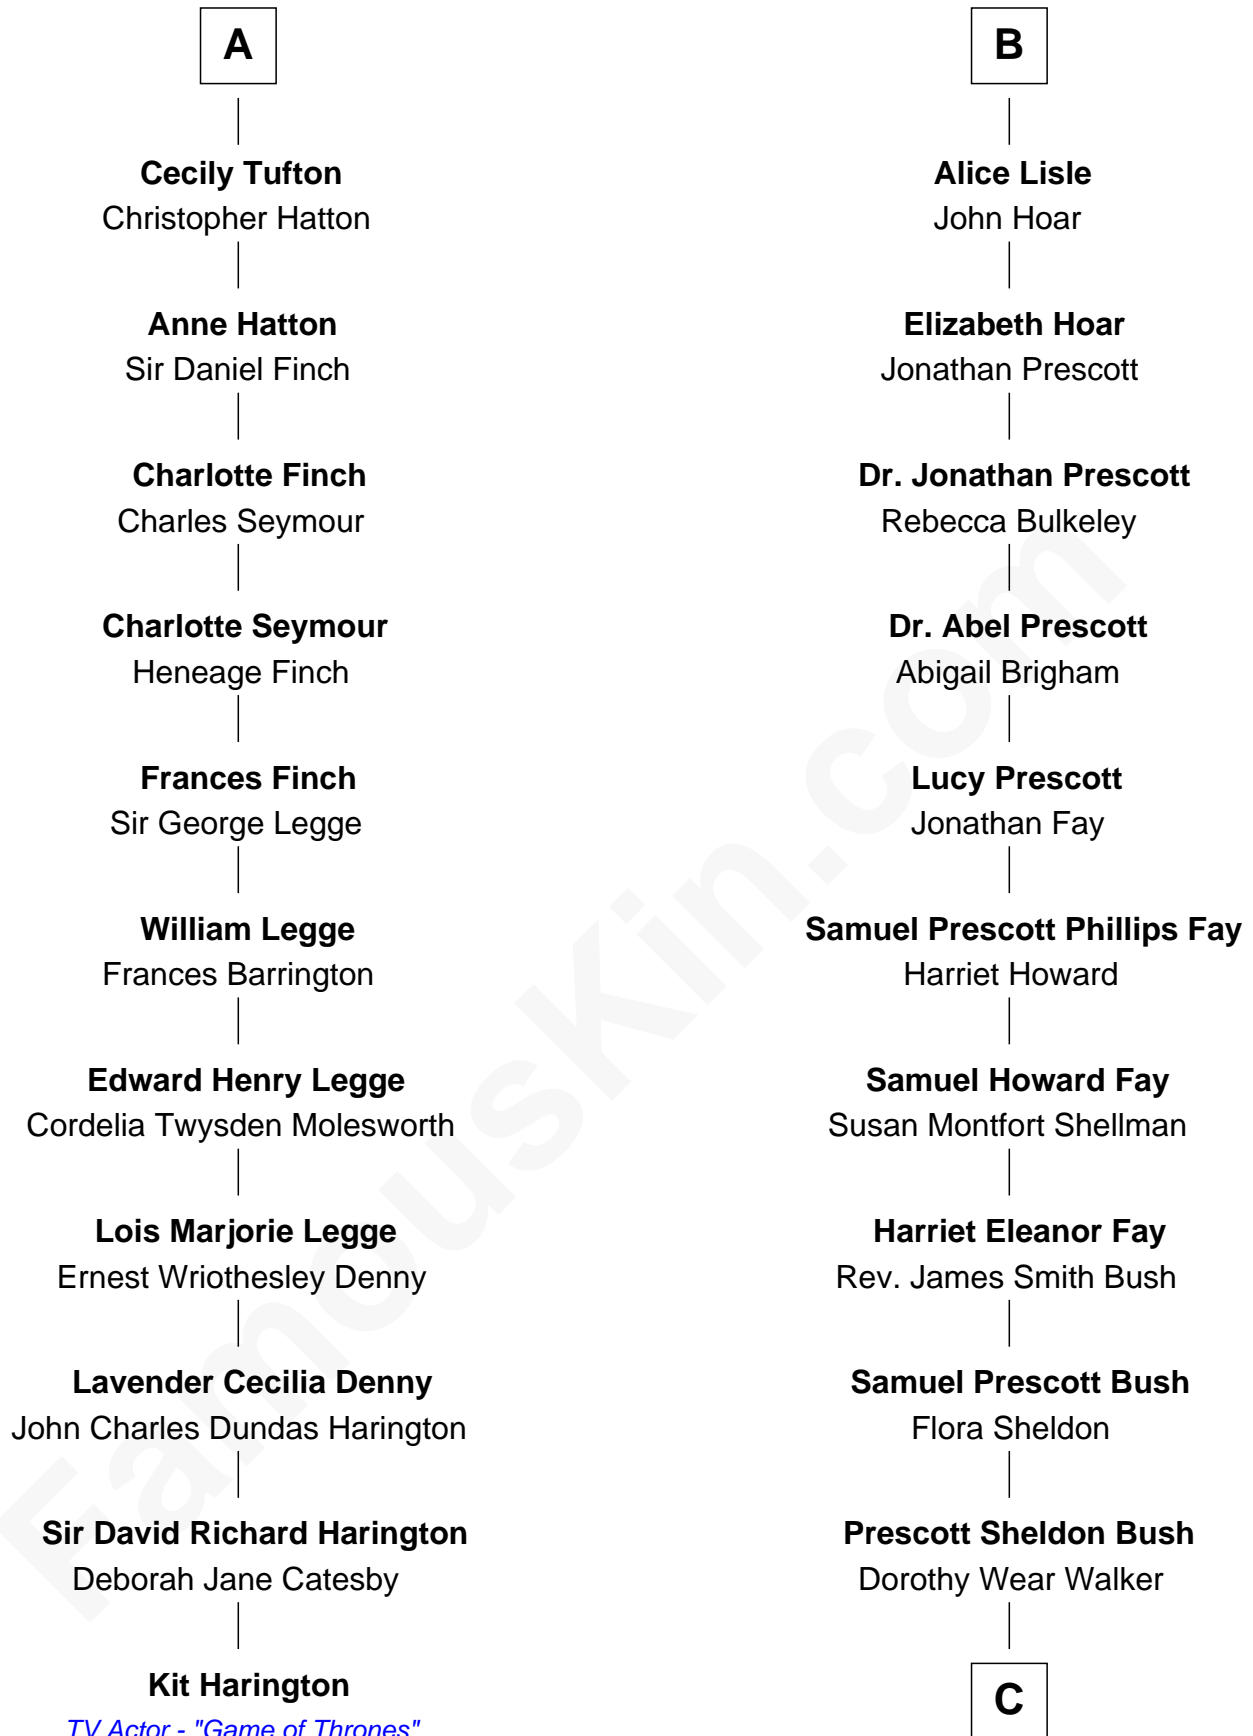 A
Cecily Tufton
Christopher Hatton
Anne Hatton
Sir Daniel Finch
Charlotte Finch
Charles Seymour
Charlotte Seymour
Heneage Finch
Frances Finch
Sir George Legge
William Legge
Frances Barrington
Edward Henry Legge
Cordelia Twysden Molesworth
Lois Marjorie Legge
Ernest Wriothesley Denny
Lavender Cecilia Denny
John Charles Dundas Harington
Sir David Richard Harington
Deborah Jane Catesby
Kit Harington
TV Actor - "Game of Thrones"
B
Alice Lisle
John Hoar
Elizabeth Hoar
Jonathan Prescott
Dr. Jonathan Prescott
Rebecca Bulkeley
Dr. Abel Prescott
Abigail Brigham
Lucy Prescott
Jonathan Fay
Samuel Prescott Phillips Fay
Harriet Howard
Samuel Howard Fay
Susan Montfort Shellman
Harriet Eleanor Fay
Rev. James Smith Bush
Samuel Prescott Bush
Flora Sheldon
Prescott Sheldon Bush
Dorothy Wear Walker
C
FamousKin.com